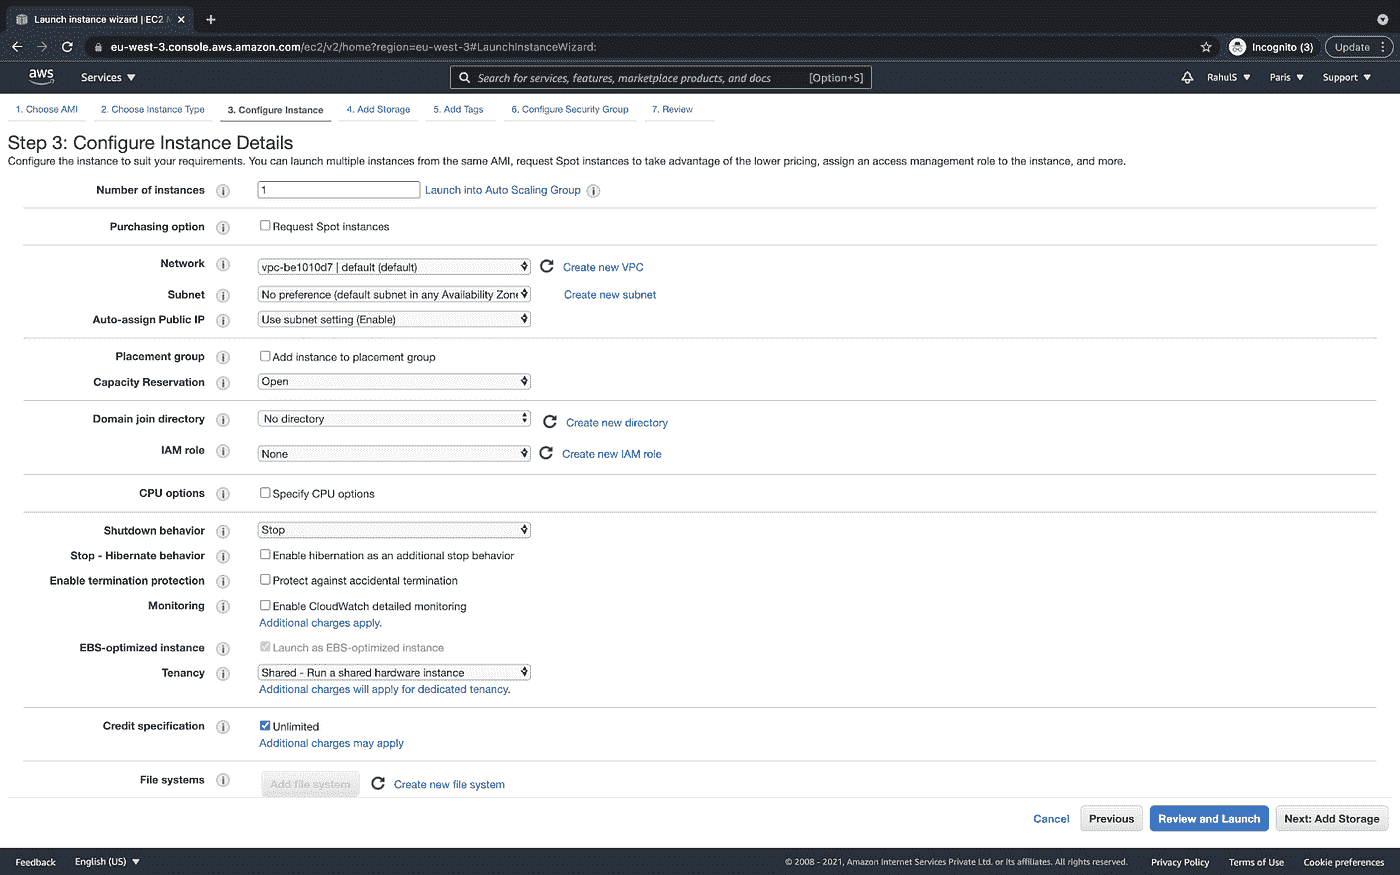 Launch instance wizard | EC2
eu-west-3.console.aws.amazon.com/ec2/v2/home?region=eu-west-3#LaunchInstanceWizard:
Incognito (3)
Update
aws
Services
Search for services, features, marketplace products, and docs
[Option+S]
RahulS
Paris
Support
1. Choose AMI
2. Choose Instance Type
3. Configure Instance
4. Add Storage
5. Add Tags
6. Configure Security Group
7. Review
Step 3: Configure Instance Details
Configure the instance to suit your requirements. You can launch multiple instances from the same AMI, request Spot instances to take advantage of the lower pricing, assign an access management role to the instance, and more.
Number of instances
1
Launch into Auto Scaling Group
Purchasing option
Request Spot instances
Network
vpc-be1010d7 | default (default)
Create new VPC
Subnet
No preference (default subnet in any Availability Zone
Create new subnet
Auto-assign Public IP
Use subnet setting (Enable)
Placement group
Add instance to placement group
Capacity Reservation
Open
Domain join directory
No directory
Create new directory
IAM role
None
Create new IAM role
CPU options
Specify CPU options
Shutdown behavior
Stop
Stop - Hibernate behavior
Enable hibernation as an additional stop behavior
Enable termination protection
Protect against accidental termination
Monitoring
Enable CloudWatch detailed monitoring
Additional charges apply.
EBS-optimized instance
Launch as EBS-optimized instance
Tenancy
Shared - Run a shared hardware instance
Additional charges will apply for dedicated tenancy.
Credit specification
Unlimited
Additional charges may apply
File systems
Add file system
Create new file system
Cancel
Previous
Review and Launch
Next: Add Storage
Feedback
English (US)
© 2008 - 2021, Amazon Internet Services Private Ltd. or its affiliates. All rights reserved.
Privacy Policy
Terms of Use
Cookie preferences